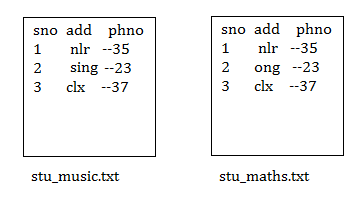 sno add phno
1 nlr --35
2 sing --23
3 clx --37
stu_music.txt
sno add phno
1 nlr --35
2 ong --23
3 clx --37
stu_maths.txt